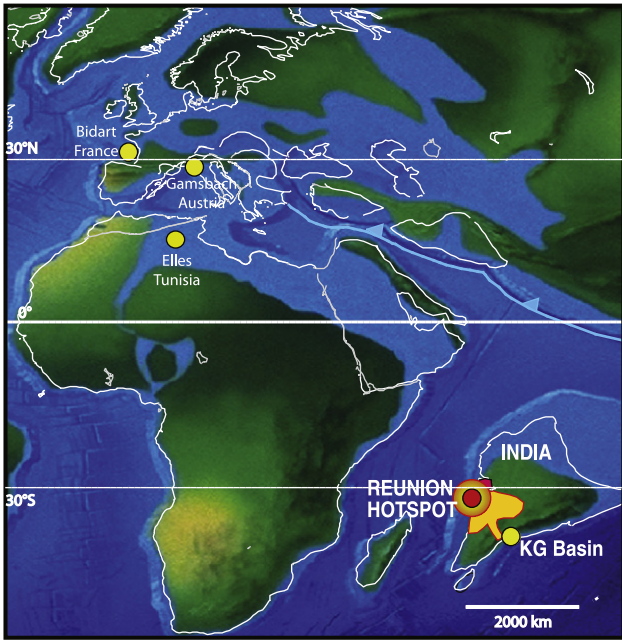 Bidart
France
30°N
Gamsbach
Austria
Elles
Tunisia
0°
INDIA
REUNION
HOTSPOT
30°S
KG Basin
2000 km